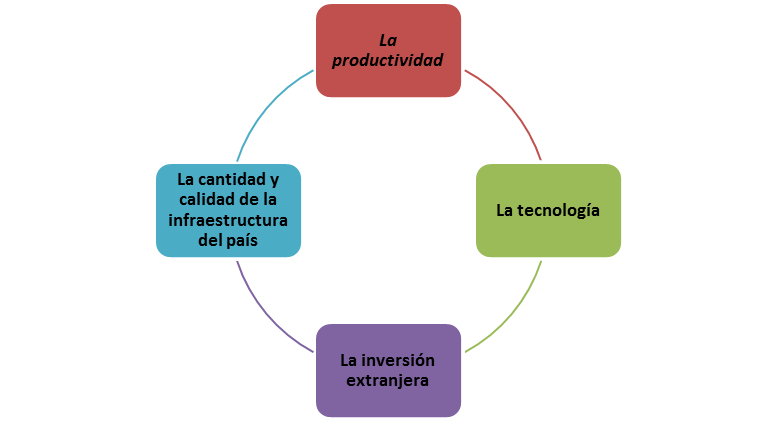 La
productividad
La tecnología
La inversión
extranjera
La cantidad y
calidad de la
infraestructura
del país